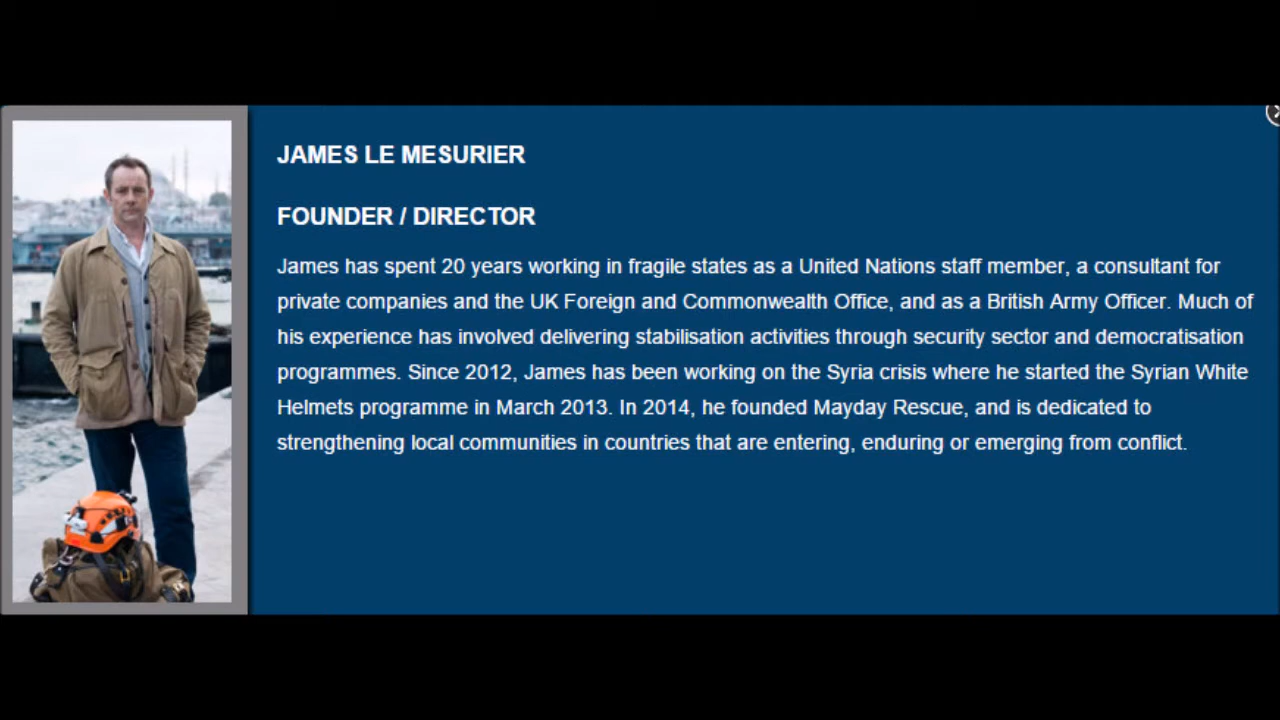 JAMES LE MESURIER
FOUNDER / DIRECTOR
James has spent 20 years working in fragile states as a United Nations staff member, a consultant for
private companies and the UK Foreign and Commonwealth Office, and as a British Army Officer. Much of
his experience has involved delivering stabilisation activities through security sector and democratisation
programmes. Since 2012, James has been working on the Syria crisis where he started the Syrian White
Helmets programme in March 2013. In 2014, he founded Mayday Rescue, and is dedicated to
strengthening local communities in countries that are entering, enduring or emerging from conflict.